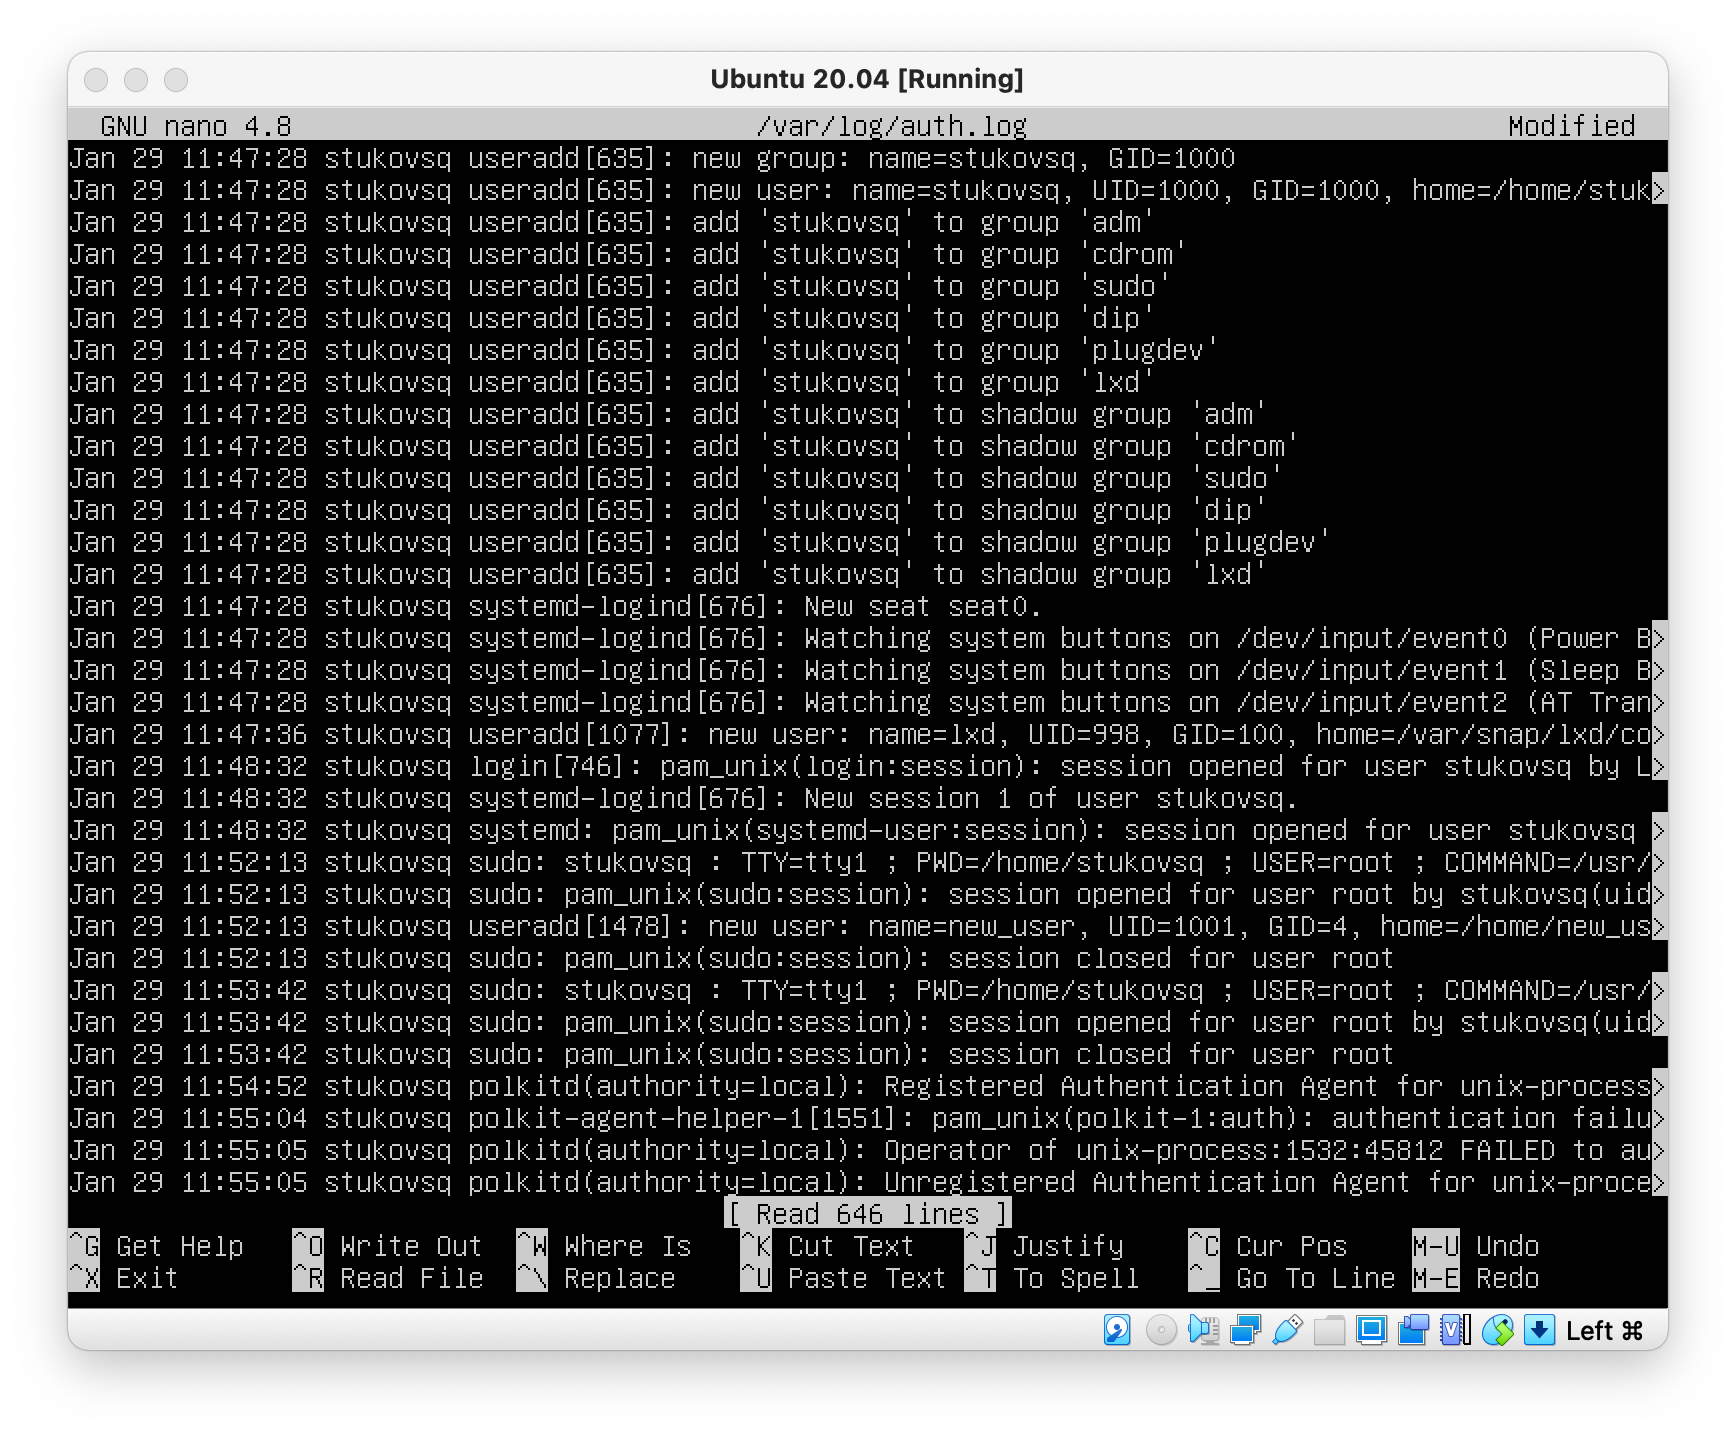 Ubuntu 20.04 [Running]
GNU nano 4.8 /var/log/auth.log Modified
Jan 29 11:47:28 stukovsq useradd[635]: new group: name=stukovsq, GID=1000
Jan 29 11:47:28 stukovsq useradd[635]: new user: name=stukovsq, UID=1000, GID=1000, home=/home/stuk>
Jan 29 11:47:28 stukovsq useradd[635]: add 'stukovsq' to group 'adm'
Jan 29 11:47:28 stukovsq useradd[635]: add 'stukovsq' to group 'cdrom'
Jan 29 11:47:28 stukovsq useradd[635]: add 'stukovsq' to group 'sudo'
Jan 29 11:47:28 stukovsq useradd[635]: add 'stukovsq' to group 'dip'
Jan 29 11:47:28 stukovsq useradd[635]: add 'stukovsq' to group 'plugdev'
Jan 29 11:47:28 stukovsq useradd[635]: add 'stukovsq' to group 'lxd'
Jan 29 11:47:28 stukovsq useradd[635]: add 'stukovsq' to shadow group 'adm'
Jan 29 11:47:28 stukovsq useradd[635]: add 'stukovsq' to shadow group 'cdrom'
Jan 29 11:47:28 stukovsq useradd[635]: add 'stukovsq' to shadow group 'sudo'
Jan 29 11:47:28 stukovsq useradd[635]: add 'stukovsq' to shadow group 'dip'
Jan 29 11:47:28 stukovsq useradd[635]: add 'stukovsq' to shadow group 'plugdev'
Jan 29 11:47:28 stukovsq useradd[635]: add 'stukovsq' to shadow group 'lxd'
Jan 29 11:47:28 stukovsq systemd-logind[676]: New seat seat0.
Jan 29 11:47:28 stukovsq systemd-logind[676]: Watching system buttons on /dev/input/event0 (Power B>
Jan 29 11:47:28 stukovsq systemd-logind[676]: Watching system buttons on /dev/input/event1 (Sleep B>
Jan 29 11:47:28 stukovsq systemd-logind[676]: Watching system buttons on /dev/input/event2 (AT Tran>
Jan 29 11:47:36 stukovsq useradd[1077]: new user: name=lxd, UID=998, GID=100, home=/var/snap/lxd/co>
Jan 29 11:48:32 stukovsq login[746]: pam_unix(login:session): session opened for user stukovsq by L>
Jan 29 11:48:32 stukovsq systemd-logind[676]: New session 1 of user stukovsq.
Jan 29 11:48:32 stukovsq systemd: pam_unix(systemd-user:session): session opened for user stukovsq >
Jan 29 11:52:13 stukovsq sudo: stukovsq : TTY=tty1 ; PWD=/home/stukovsq ; USER=root ; COMMAND=/usr/>
Jan 29 11:52:13 stukovsq sudo: pam_unix(sudo:session): session opened for user root by stukovsq(uid>
Jan 29 11:52:13 stukovsq useradd[1478]: new user: name=new_user, UID=1001, GID=4, home=/home/new_us>
Jan 29 11:52:13 stukovsq sudo: pam_unix(sudo:session): session closed for user root
Jan 29 11:53:42 stukovsq sudo: stukovsq : TTY=tty1 ; PWD=/home/stukovsq ; USER=root ; COMMAND=/usr/>
Jan 29 11:53:42 stukovsq sudo: pam_unix(sudo:session): session opened for user root by stukovsq(uid>
Jan 29 11:53:42 stukovsq sudo: pam_unix(sudo:session): session closed for user root
Jan 29 11:54:52 stukovsq polkitd(authority=local): Registered Authentication Agent for unix-process>
Jan 29 11:55:04 stukovsq polkit-agent-helper-1[1551]: pam_unix(polkit-1:auth): authentication failu>
Jan 29 11:55:05 stukovsq polkitd(authority=local): Operator of unix-process:1532:45812 FAILED to au>
Jan 29 11:55:05 stukovsq polkitd(authority=local): Unregistered Authentication Agent for unix-proce>
[ Read 646 lines ]
^G Get Help ^O Write Out ^W Where Is ^K Cut Text ^J Justify ^C Cur Pos M-U Undo
^X Exit ^R Read File ^\ Replace ^U Paste Text ^T To Spell ^_ Go To Line M-E Redo
Left ⌘